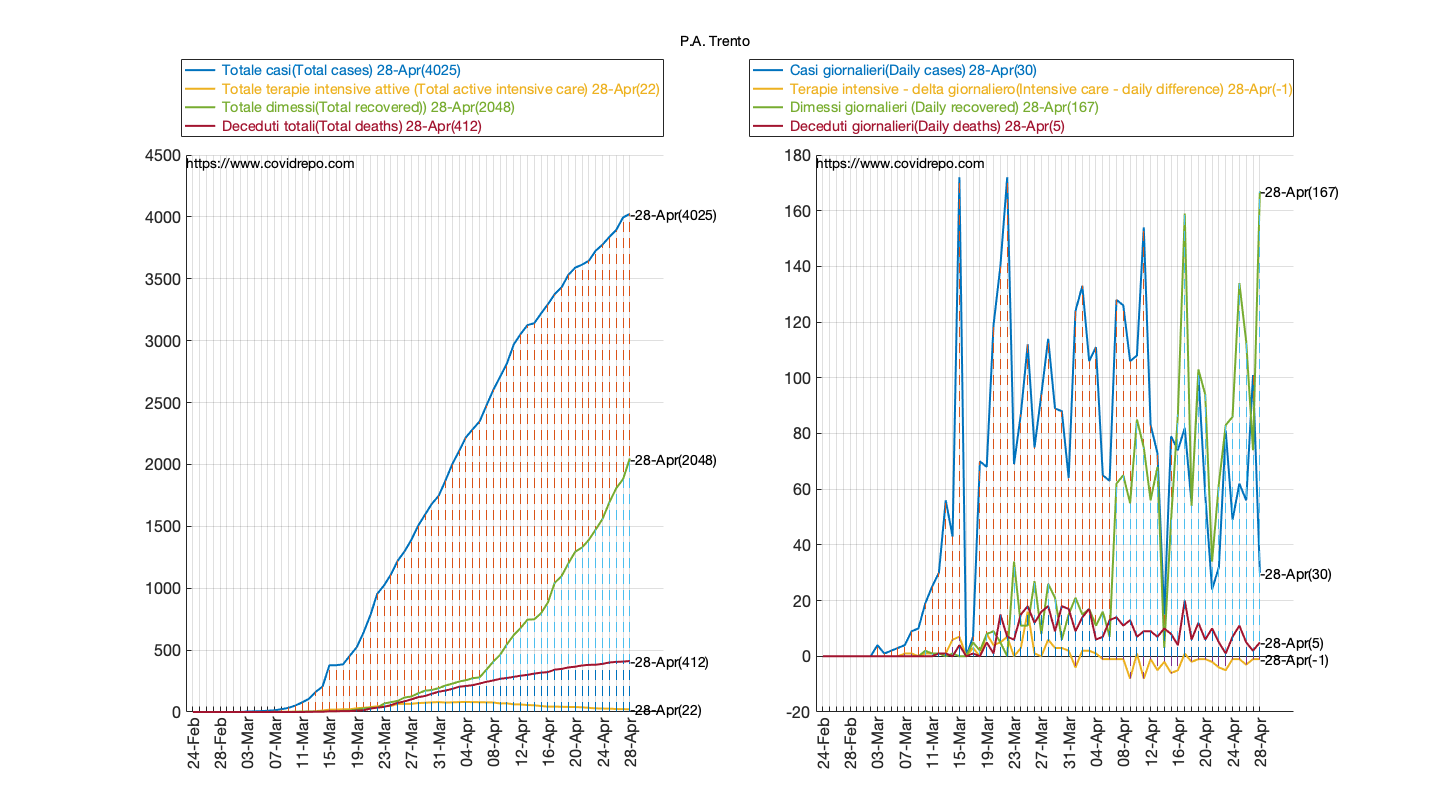 P.A. Trento
Totale casi(Total cases) 28-Apr(4025)
Totale terapie intensive attive (Total active intensive care) 28-Apr(22)
Totale dimessi(Total recovered)) 28-Apr(2048)
Deceduti totali(Total deaths) 28-Apr(412)
https://www.covidrepo.com
4500
4000
3500
3000
2500
2000
1500
1000
500
0
-28-Apr(4025)
-28-Apr(2048)
-28-Apr(412)
-28-Apr(22)
24-Feb
28-Feb
03-Mar
07-Mar
11-Mar
15-Mar
19-Mar
23-Mar
27-Mar
31-Mar
04-Apr
08-Apr
12-Apr
16-Apr
20-Apr
24-Apr
28-Apr
Casi giornalieri(Daily cases) 28-Apr(30)
Terapie intensive - delta giornaliero(Intensive care - daily difference) 28-Apr(-1)
Dimessi giornalieri (Daily recovered) 28-Apr(167)
Deceduti giornalieri(Daily deaths) 28-Apr(5)
https://www.covidrepo.com
180
160
140
120
100
80
60
40
20
0
-20
-28-Apr(167)
-28-Apr(30)
-28-Apr(5)
-28-Apr(-1)
24-Feb
28-Feb
03-Mar
07-Mar
11-Mar
15-Mar
19-Mar
23-Mar
27-Mar
31-Mar
04-Apr
08-Apr
12-Apr
16-Apr
20-Apr
24-Apr
28-Apr